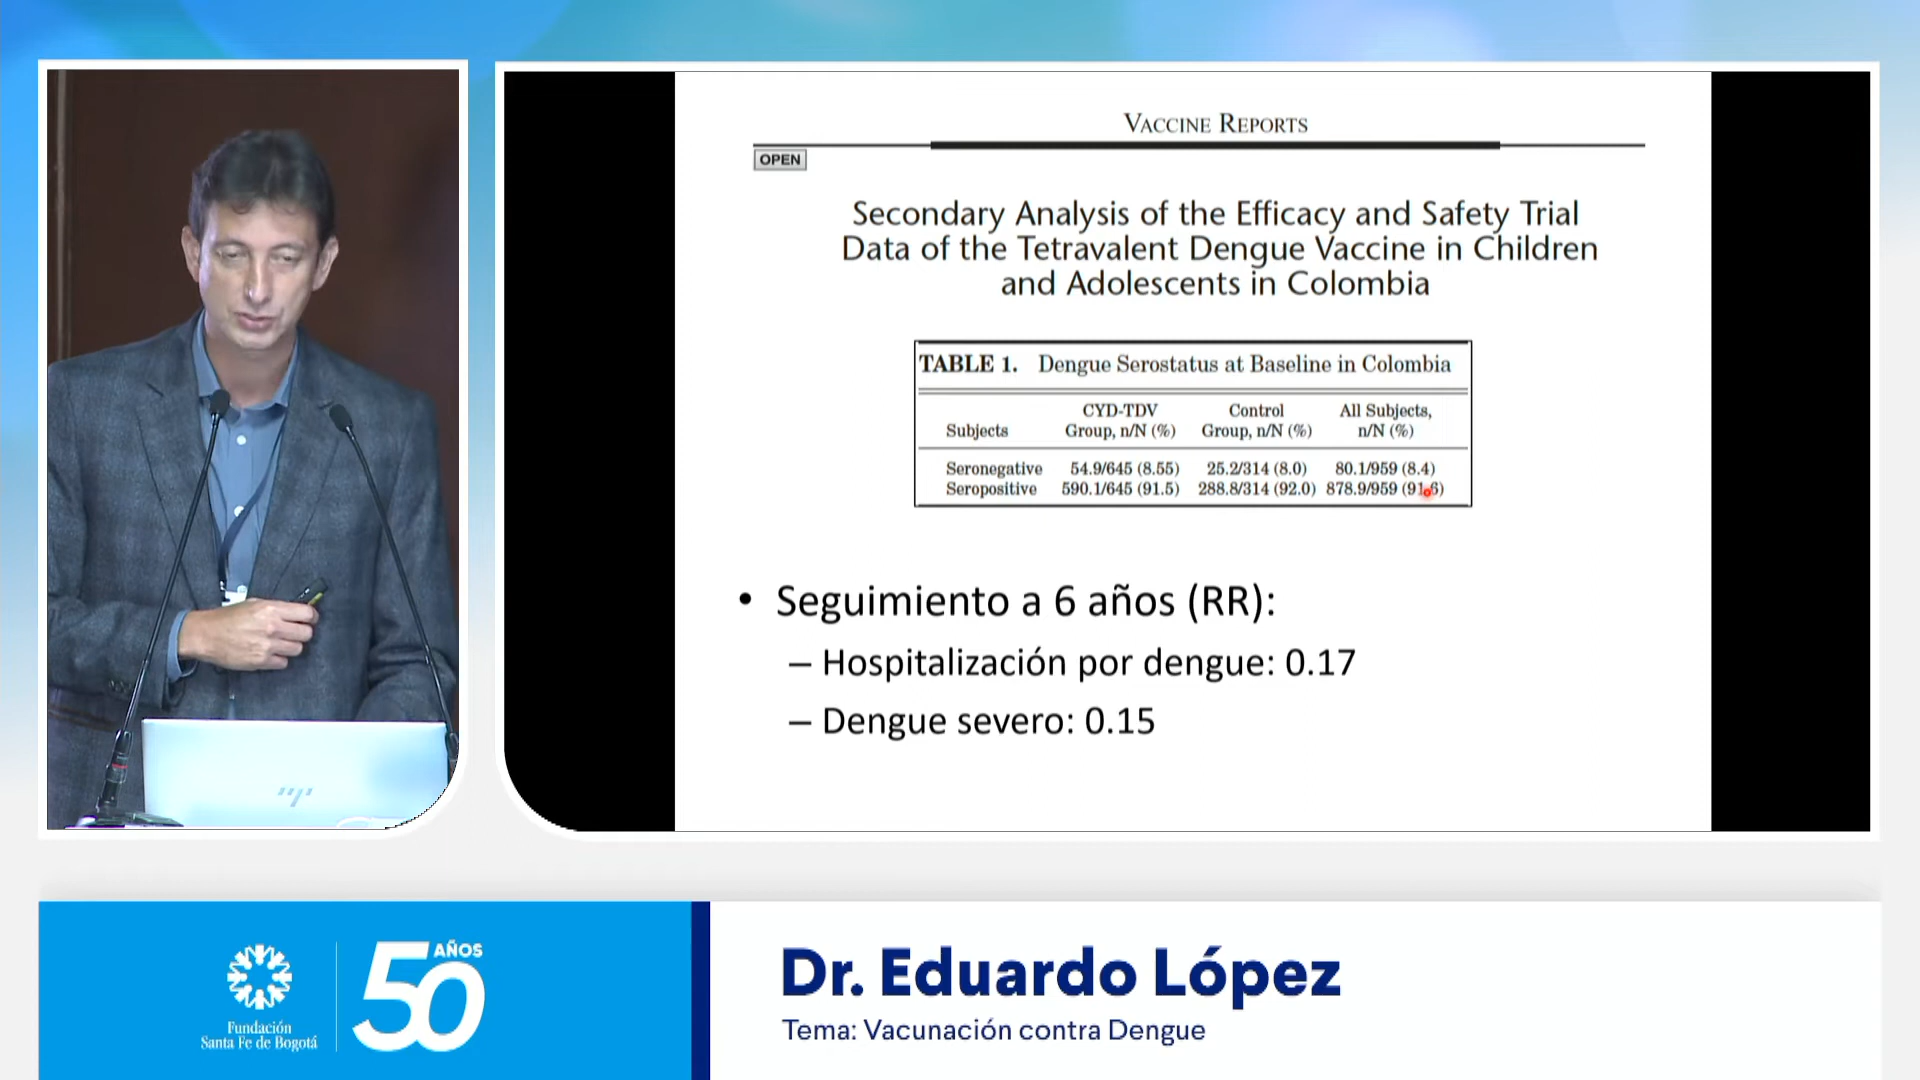 VACCINE REPORTS
OPEN
Secondary Analysis of the Efficacy and Safety Trial
Data of the Tetravalent Dengue Vaccine in Children
and Adolescents in Colombia
TABLE 1. Dengue Serostatus at Baseline in Colombia
CYD-TDV Control All Subjects,
Subjects Group, n/N (%) Group, n/N (%) n/N (%)
Seronegative 54.9/645 (8.55) 25.2/314 (8.0) 80.1/959 (8.4)
Seropositive 590.1/645 (91.5) 288.8/314 (92.0) 878.9/959 (91.6)
• Seguimiento a 6 años (RR):
– Hospitalización por dengue: 0.17
– Dengue severo: 0.15
hp
Fundación
Santa Fe de Bogotá
50 AÑOS
Dr. Eduardo López
Tema: Vacunación contra Dengue